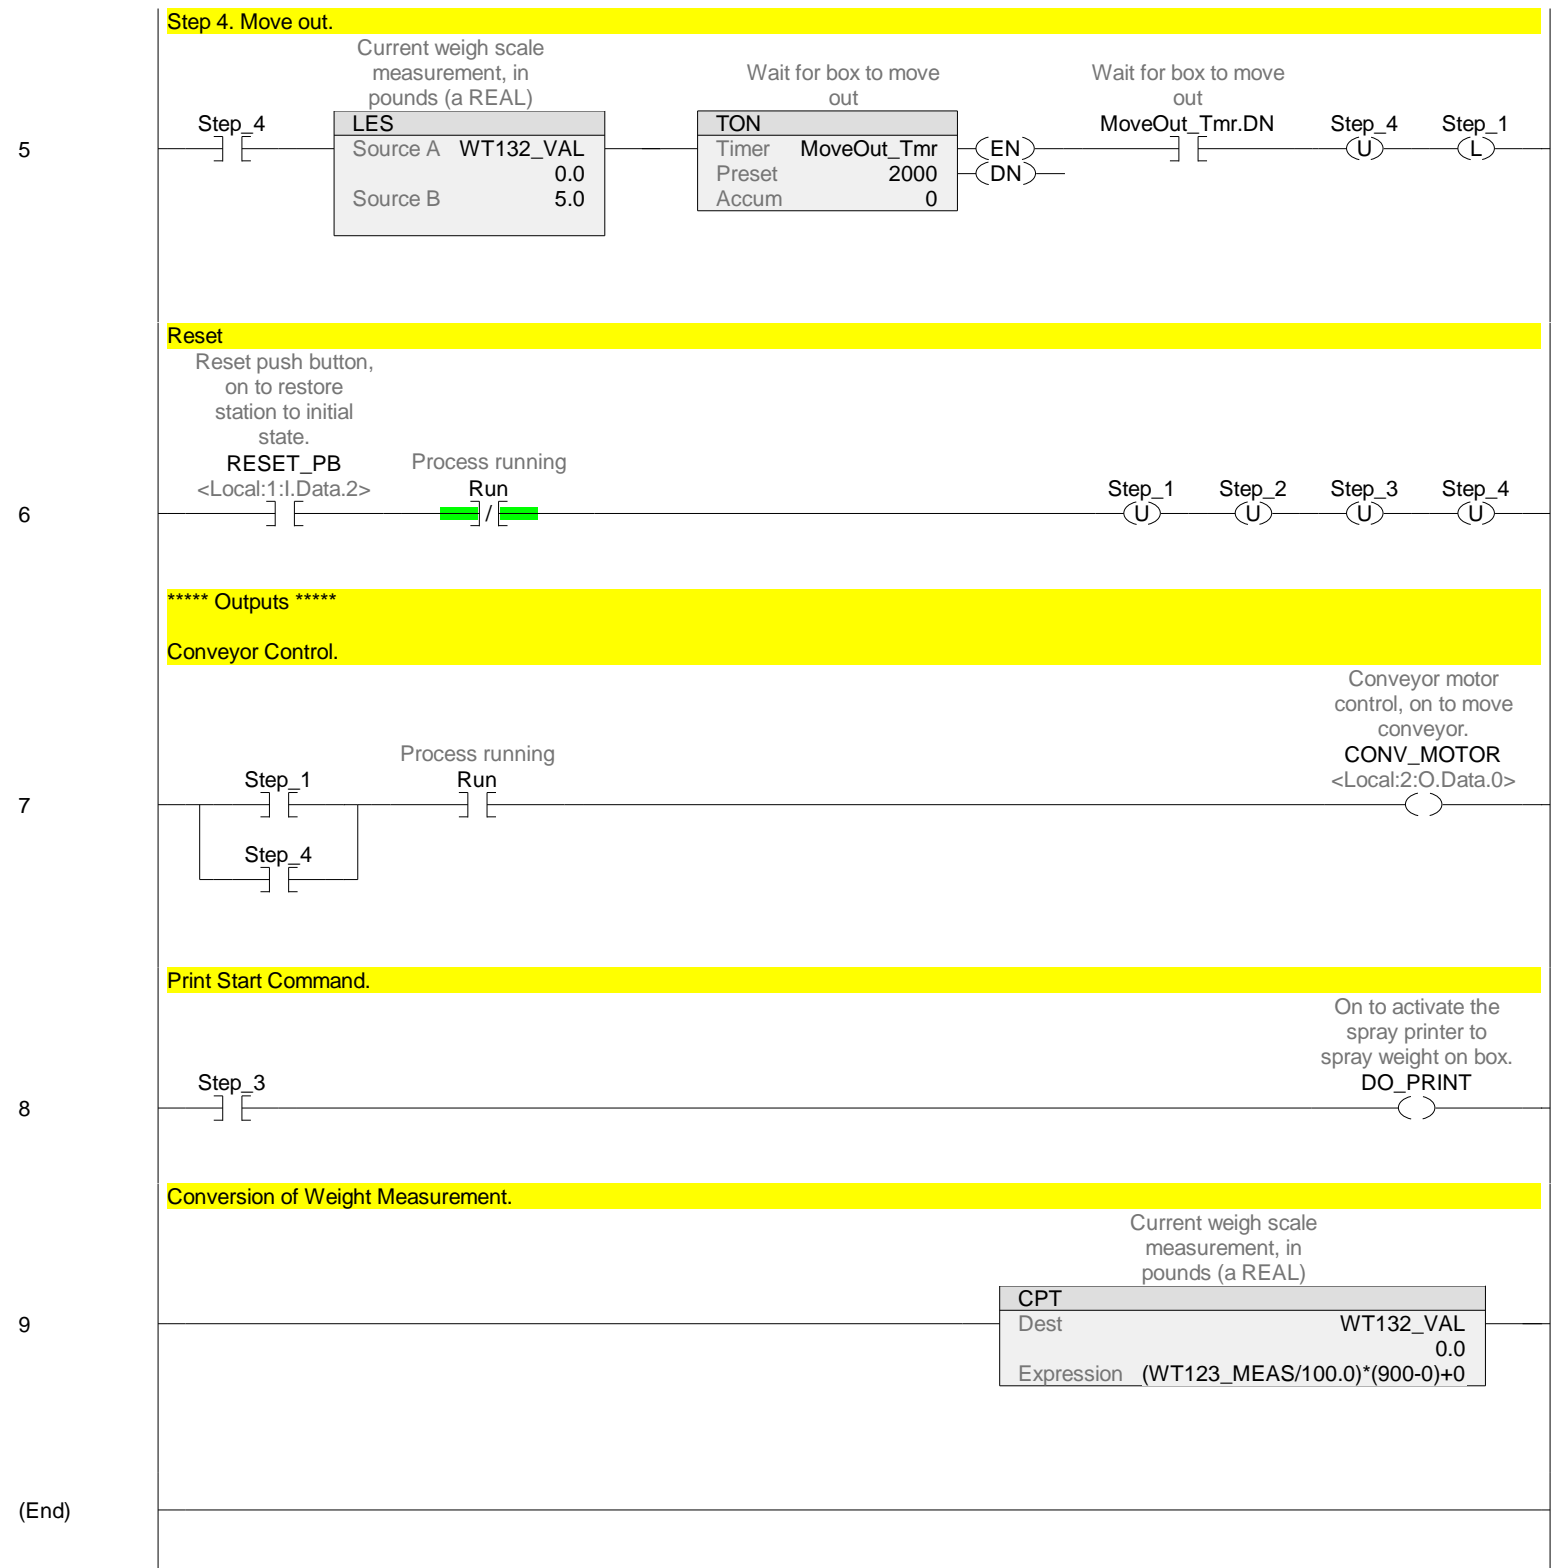 Step 4. Move out.
Current weigh scale
measurement, in
pounds (a REAL)
Wait for box to move
out
Wait for box to move
out
5
Step_4
LES
Source A WT132_VAL
0.0
Source B 5.0
TON
Timer MoveOut_Tmr
Preset 2000
Accum 0
EN
DN
MoveOut_Tmr.DN
Step_4
U
Step_1
L
Reset
Reset push button,
on to restore
station to initial
state.
RESET_PB
<Local:1:I.Data.2>
Process running
Run
/
6
Step_1
U
Step_2
U
Step_3
U
Step_4
U
***** Outputs *****
Conveyor Control.
Conveyor motor
control, on to move
conveyor.
CONV_MOTOR
<Local:2:O.Data.0>
Process running
Run
7
Step_1
Step_4
Print Start Command.
On to activate the
spray printer to
spray weight on box.
DO_PRINT
8
Step_3
Conversion of Weight Measurement.
Current weigh scale
measurement, in
pounds (a REAL)
9
CPT
Dest WT132_VAL
0.0
Expression (WT123_MEAS/100.0)*(900-0)+0
(End)